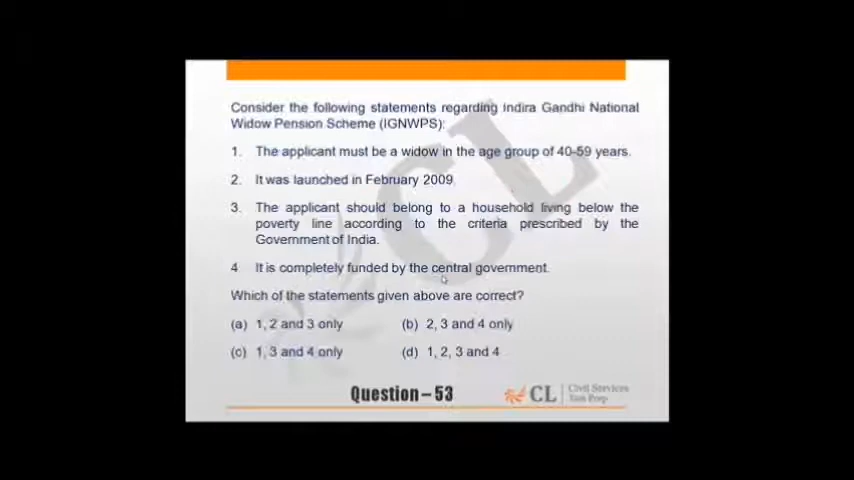 Consider the following statements regarding Indira Gandhi National
Widow Pension Scheme (IGNWPS):
1. The applicant must be a widow in the age group of 40-59 years.
2. It was launched in February 2009.
3. The applicant should belong to a household living below the
poverty line according to the criteria prescribed by the
Government of India.
4 It is completely funded by the central government.
Which of the statements given above are correct?
(a) 1, 2 and 3 only (b) 2, 3 and 4 only
(c) 1, 3 and 4 only (d) 1, 2, 3 and 4
Question – 53
CL
Civil Services
Test Prep
CL